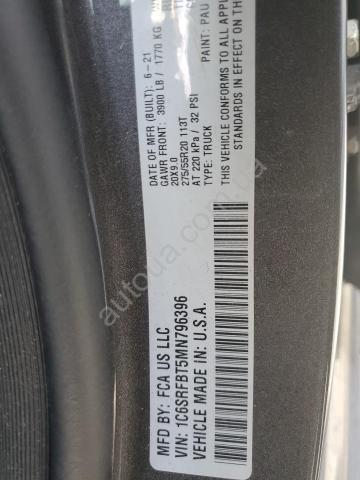 MFD BY: FCA US LLC
DATE OF MFR (BUILT): 6-21
GAWR FRONT: 3900 LB / 1770 KG
20X9.0
275/55R20 113T
AT 220 kPa / 32 PSI
TYPE: TRUCK
PAINT: PAU
THIS VEHICLE CONFORMS TO ALL APPL
STANDARDS IN EFFECT ON THE
VIN: 1C6SRFBT5MN796396
VEHICLE MADE IN: U.S.A.
autoua.com.ua